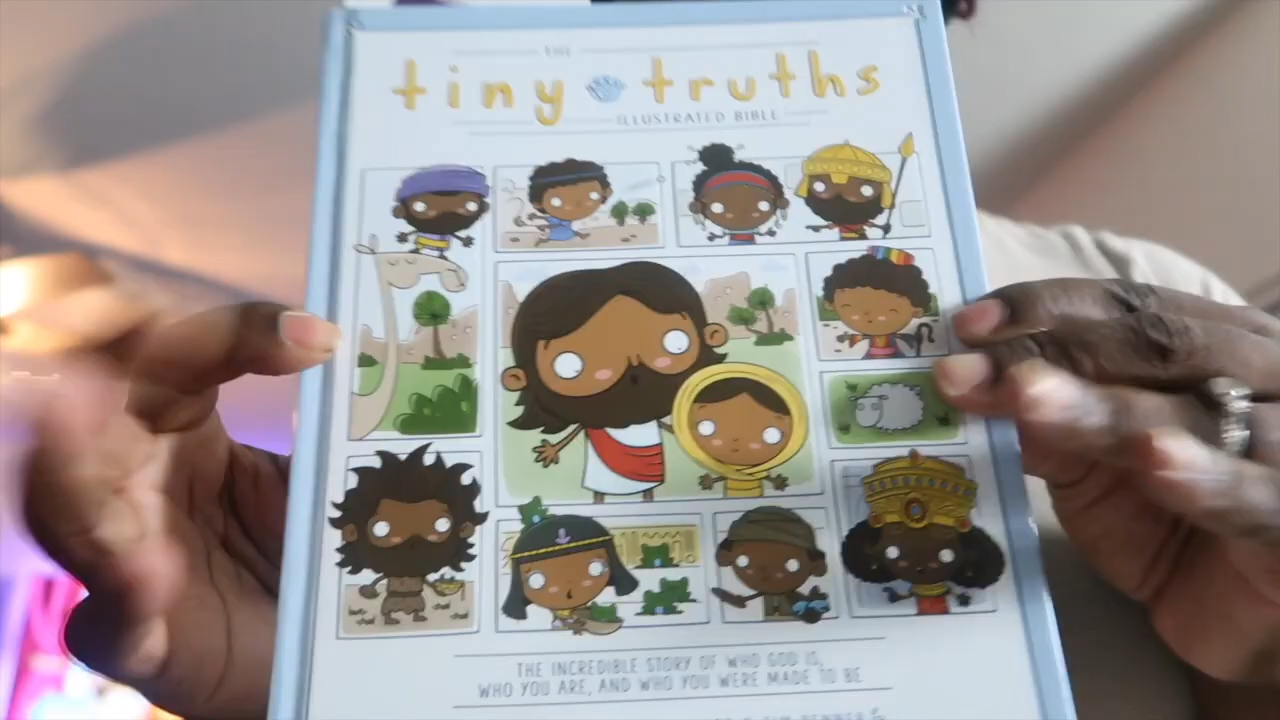 THE
tiny truths
ILLUSTRATED BIBLE
THE INCREDIBLE STORY OF WHO GOD IS,
WHO YOU ARE, AND WHO YOU WERE MADE TO BE